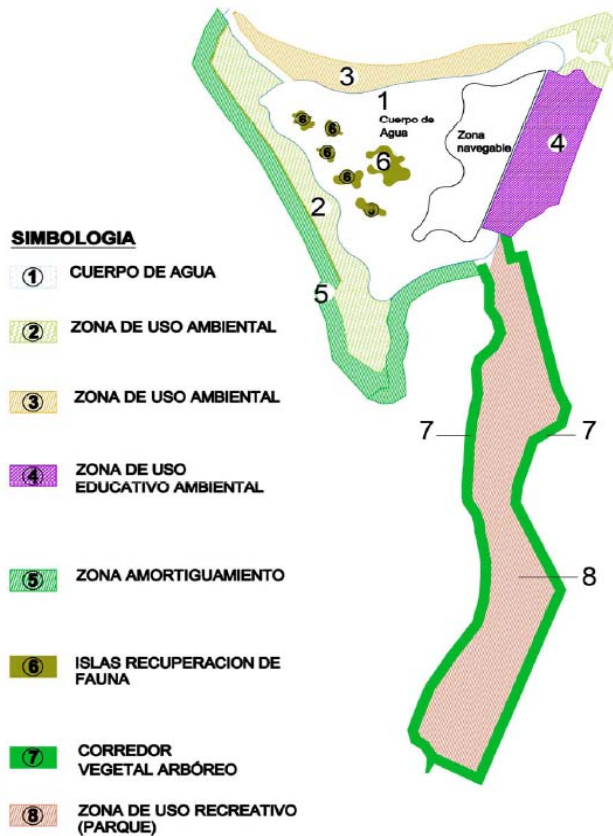 3
1
Cuerpo de
Agua
Zona
navegable
4
6
6
6
6
6
2
5
7
7
8
SIMBOLOGIA
1 CUERPO DE AGUA
2 ZONA DE USO AMBIENTAL
3 ZONA DE USO AMBIENTAL
4 ZONA DE USO
EDUCATIVO AMBIENTAL
5 ZONA AMORTIGUAMIENTO
6 ISLAS RECUPERACION DE
FAUNA
7 CORREDOR
VEGETAL ARBÓREO
8 ZONA DE USO RECREATIVO
(PARQUE)